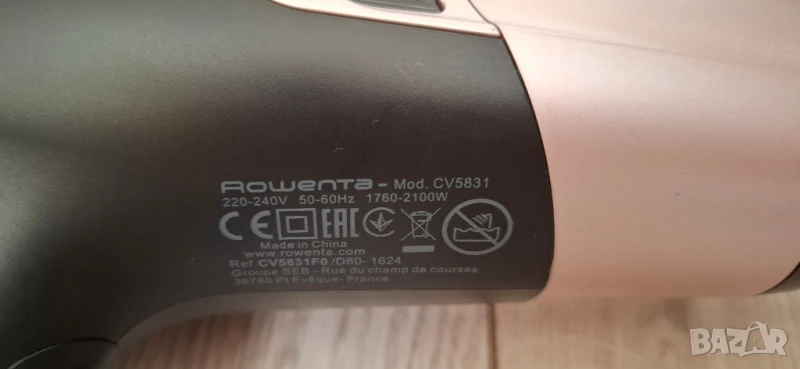 Rowenta - Mod. CV5831
220-240V 50-60Hz 1760-2100W
CE EAC
Made in China
www.rowenta.com
Ref. CV5831F0 /D80- 1624
Groupe SEB - Rue du champ de courses
38780 Pt Evêque- France
BAZAR